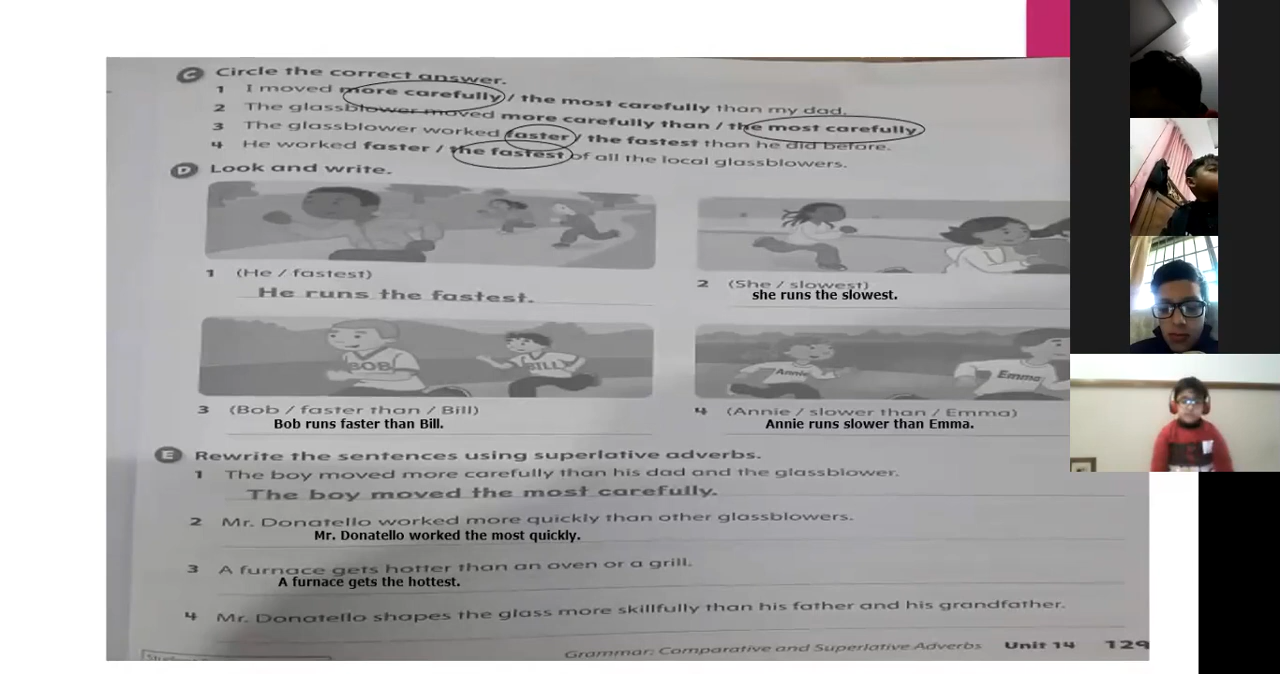 C Circle the correct answer.
1 I moved more carefully / the most carefully than my dad.
2 The glassblower moved more carefully than / the most carefully
3 The glassblower worked faster / the fastest than he did before.
4 He worked faster / the fastest of all the local glassblowers.
D Look and write.
1 (He / fastest)
He runs the fastest.
2 (She / slowest)
she runs the slowest.
BOB BILL
3 (Bob / faster than / Bill)
Bob runs faster than Bill.
Annie Emma
4 (Annie / slower than / Emma)
Annie runs slower than Emma.
E Rewrite the sentences using superlative adverbs.
1 The boy moved more carefully than his dad and the glassblower.
The boy moved the most carefully.
2 Mr. Donatello worked more quickly than other glassblowers.
Mr. Donatello worked the most quickly.
3 A furnace gets hotter than an oven or a grill.
A furnace gets the hottest.
4 Mr. Donatello shapes the glass more skillfully than his father and his grandfather.
Grammar: Comparative and Superlative Adverbs Unit 14 129